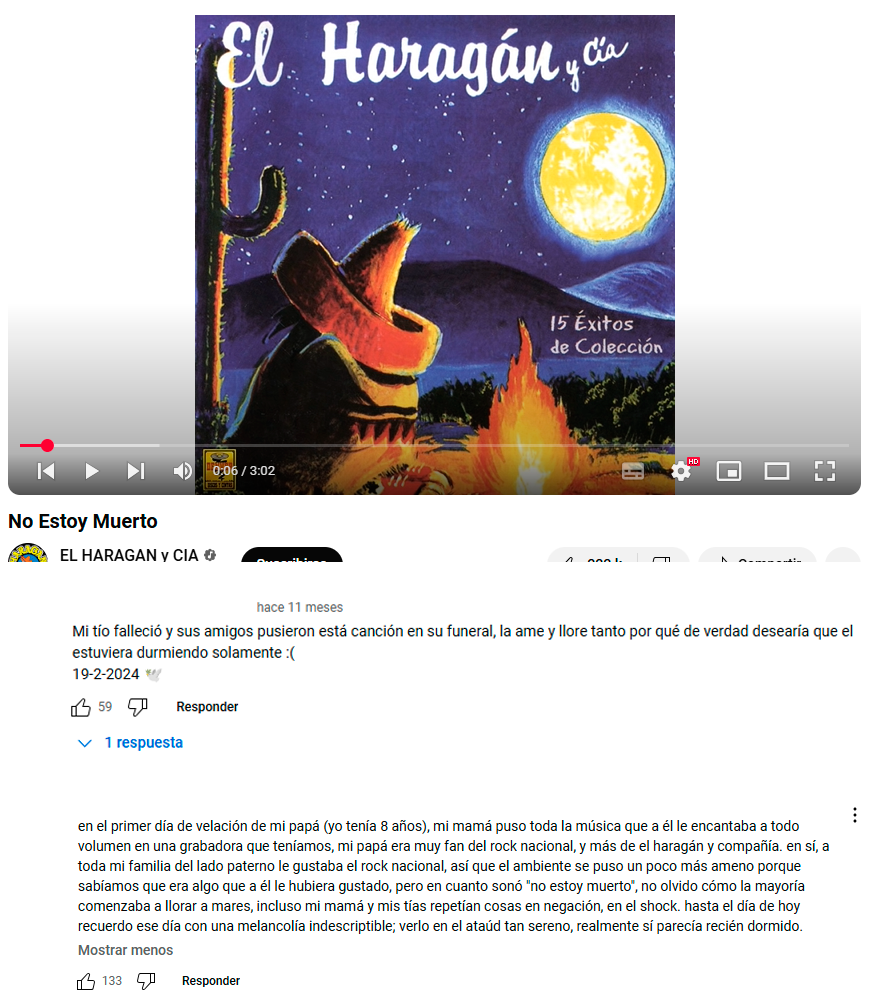 El Haragán y Cía
15 Éxitos
de Colección
0:06 / 3:02
HD
No Estoy Muerto
EL HARAGAN y CIA
Suscribirse
Compartir
hace 11 meses
Mi tío falleció y sus amigos pusieron está canción en su funeral, la ame y llore tanto por qué de verdad desearía que el
estuviera durmiendo solamente :(
19-2-2024 🕊️
59 Responder
1 respuesta
en el primer día de velación de mi papá (yo tenía 8 años), mi mamá puso toda la música que a él le encantaba a todo
volumen en una grabadora que teníamos, mi papá era muy fan del rock nacional, y más de el haragán y compañía. en sí, a
toda mi familia del lado paterno le gustaba el rock nacional, así que el ambiente se puso un poco más ameno porque
sabíamos que era algo que a él le hubiera gustado, pero en cuanto sonó "no estoy muerto", no olvido cómo la mayoría
comenzaba a llorar a mares, incluso mi mamá y mis tías repetían cosas en negación, en el shock. hasta el día de hoy
recuerdo ese día con una melancolía indescriptible; verlo en el ataúd tan sereno, realmente sí parecía recién dormido.
Mostrar menos
133 Responder